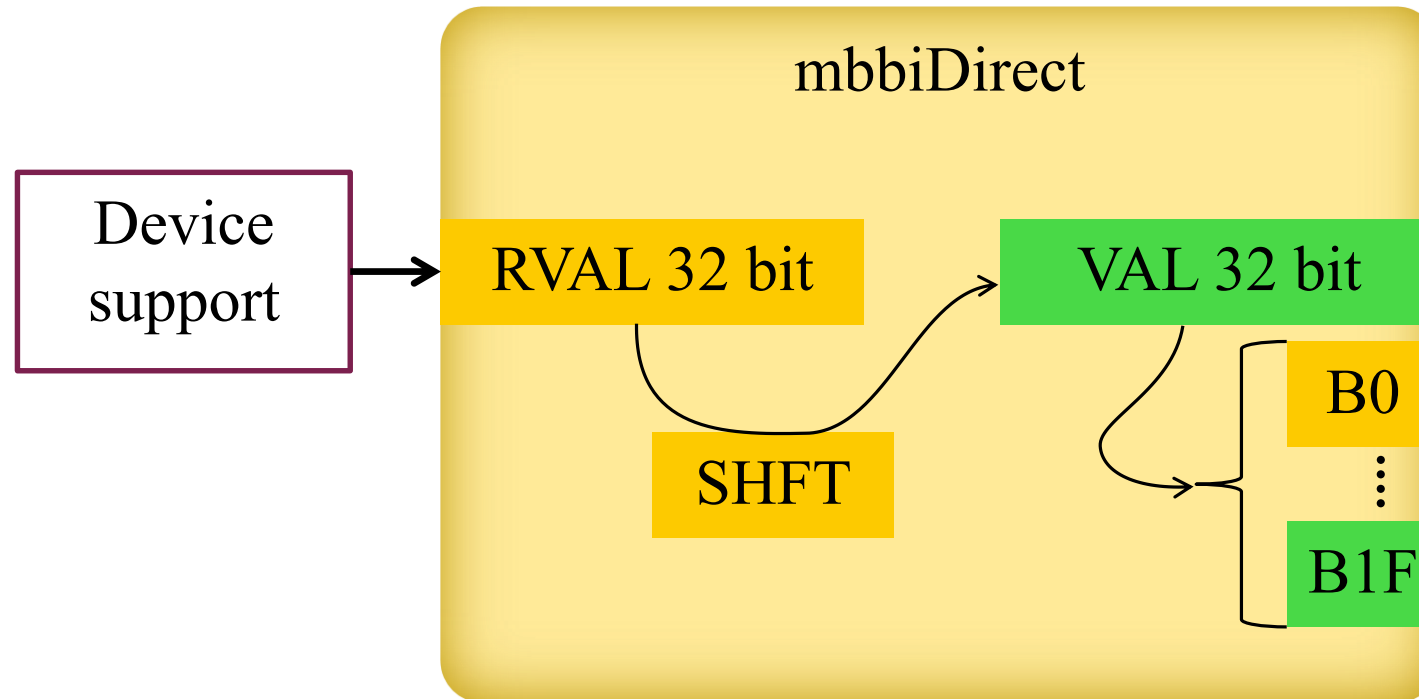 mbbiDirect
Device
support
RVAL 32 bit
VAL 32 bit
SHFT
B0
B1F